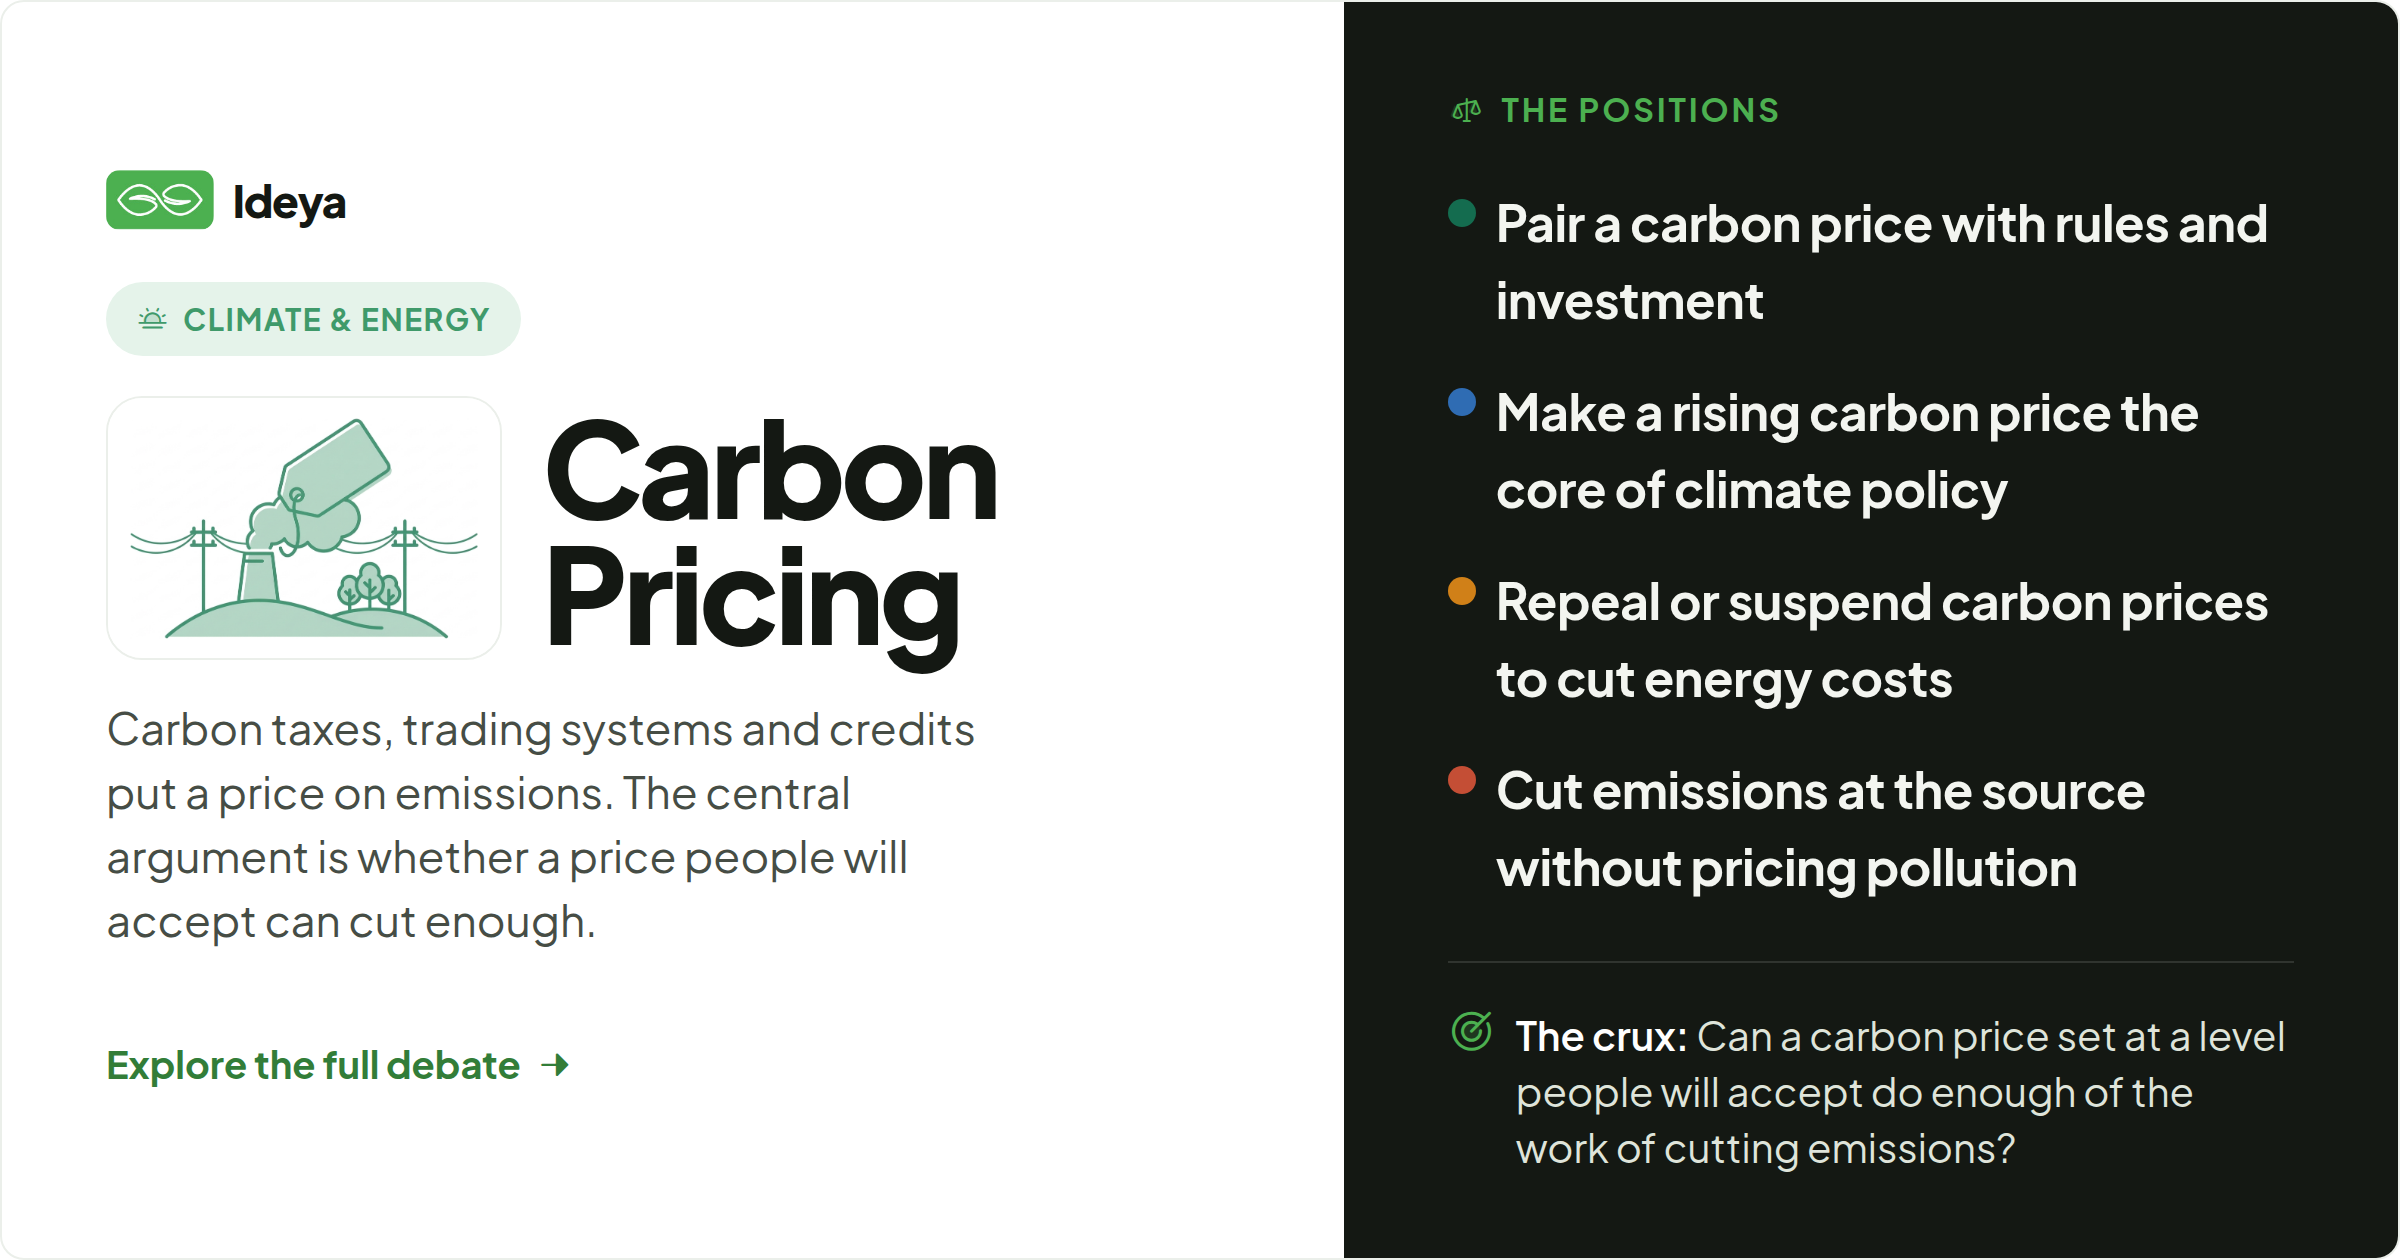 Ideya
CLIMATE & ENERGY
Carbon
Pricing
Carbon taxes, trading systems and credits
put a price on emissions. The central
argument is whether a price people will
accept can cut enough.
Explore the full debate
THE POSITIONS
Pair a carbon price with rules and
investment
Make a rising carbon price the
core of climate policy
Repeal or suspend carbon prices
to cut energy costs
Cut emissions at the source
without pricing pollution
The crux: Can a carbon price set at a level
people will accept do enough of the
work of cutting emissions?